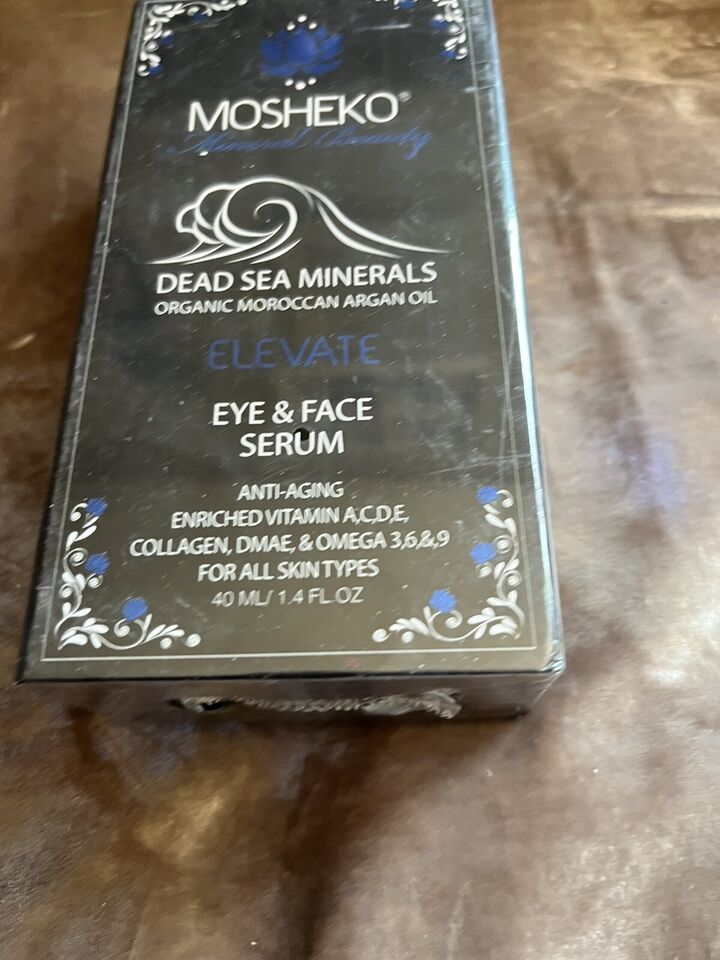 MOSHEKO®
Mineral Beauty
DEAD SEA MINERALS
ORGANIC MOROCCAN ARGAN OIL
ELEVATE
EYE & FACE
SERUM
ANTI-AGING
ENRICHED VITAMIN A,C,D,E,
COLLAGEN, DMAE, & OMEGA 3,6,&,9
FOR ALL SKIN TYPES
40 ML/ 1.4 FL.OZ